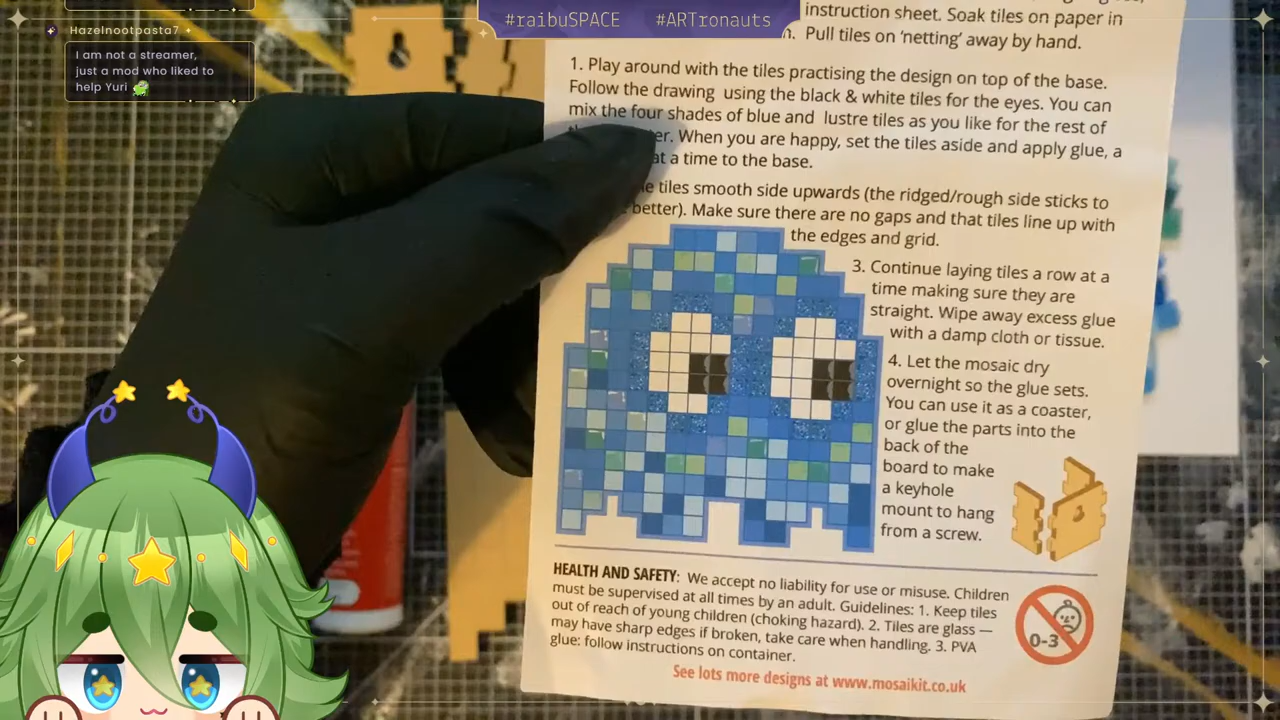 #raibuSPACE #ARTronauts
Hazelnootpasta7
I am not a streamer,
just a mod who liked to
help Yuri
instruction sheet. Soak tiles on paper in
Pull tiles on 'netting' away by hand.
1. Play around with the tiles practising the design on top of the base.
Follow the drawing using the black & white tiles for the eyes. You can
mix the four shades of blue and lustre tiles as you like for the rest of
When you are happy, set the tiles aside and apply glue, a
at a time to the base.
tiles smooth side upwards (the ridged/rough side sticks to
better). Make sure there are no gaps and that tiles line up with
the edges and grid.
3. Continue laying tiles a row at a
time making sure they are
straight. Wipe away excess glue
with a damp cloth or tissue.
4. Let the mosaic dry
overnight so the glue sets.
You can use it as a coaster,
or glue the parts into the
back of the
board to make
a keyhole
mount to hang
from a screw.
HEALTH AND SAFETY: We accept no liability for use or misuse. Children
must be supervised at all times by an adult. Guidelines: 1. Keep tiles
out of reach of young children (choking hazard). 2. Tiles are glass —
may have sharp edges if broken, take care when handling. 3. PVA
glue: follow instructions on container.
0-3
See lots more designs at www.mosaikit.co.uk